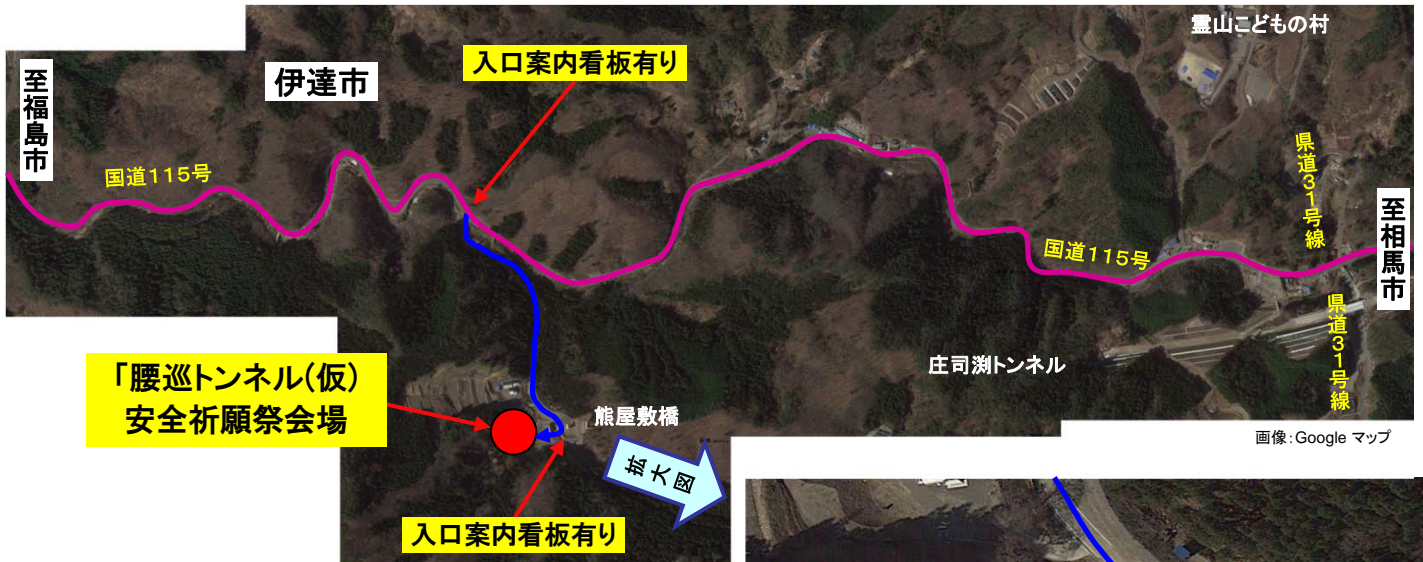 霊山こどもの村
入口案内看板有り
伊達市
至福島市
国道115号
県道31号線
至相馬市
国道115号
県道31号線
庄司渕トンネル
「腰巡トンネル(仮)
安全祈願祭会場
熊屋敷橋
画像:Google マップ
拡大図
入口案内看板有り